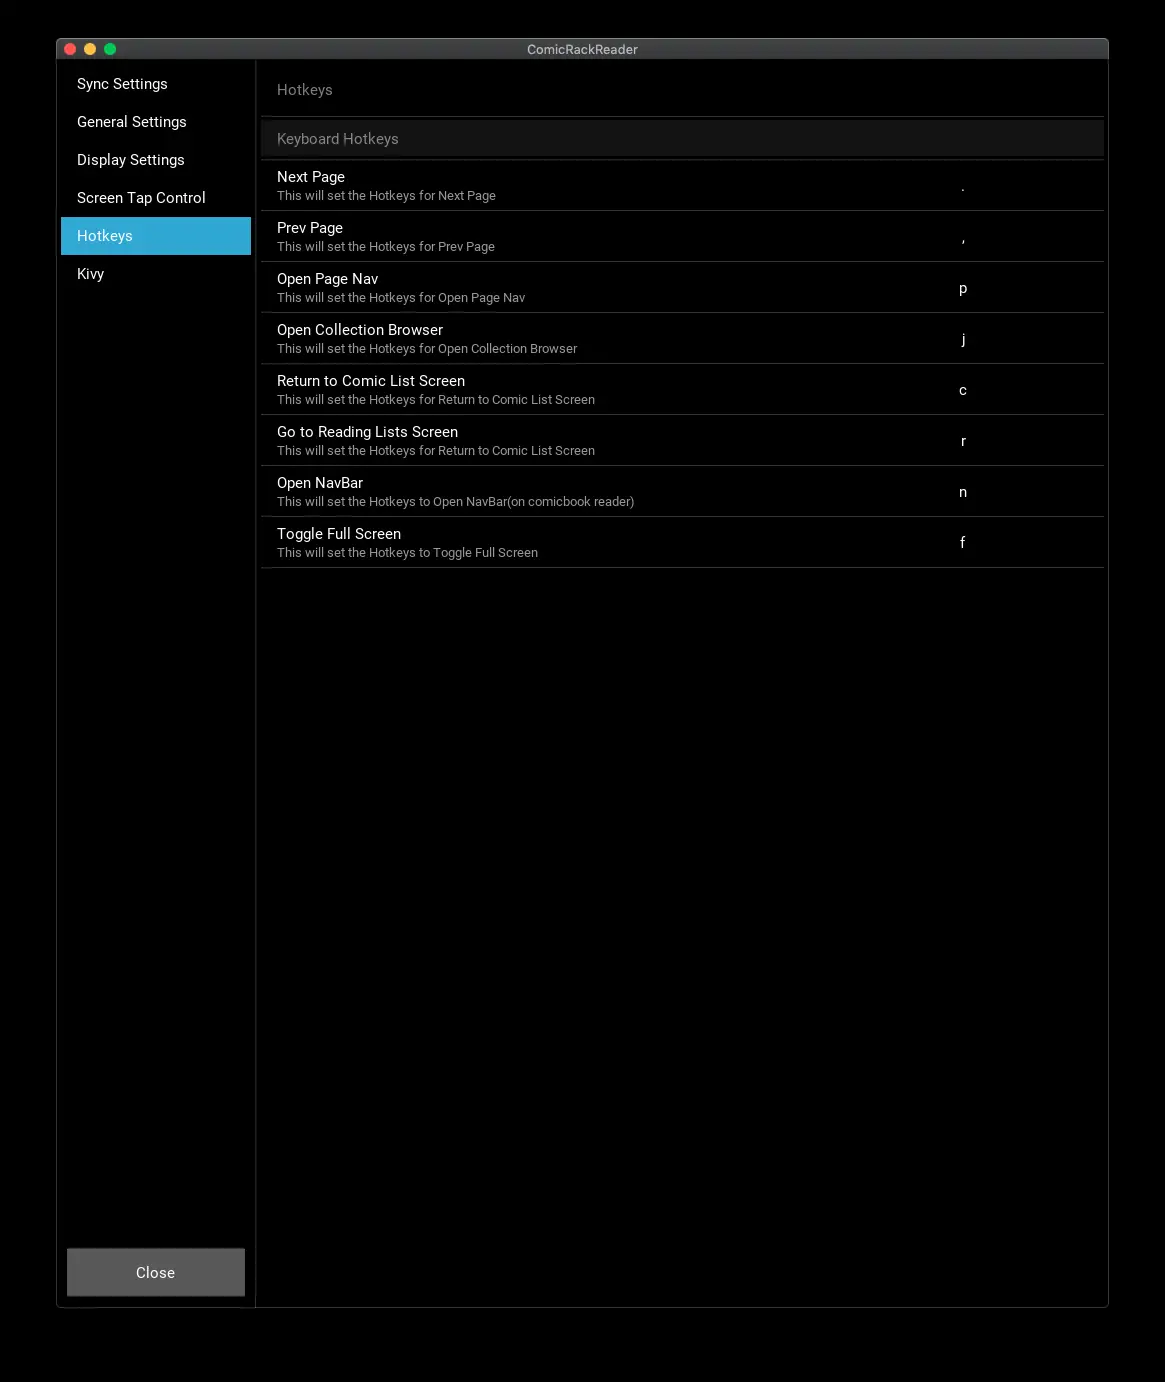 ComicRackReader
Sync Settings
General Settings
Display Settings
Screen Tap Control
Hotkeys
Kivy
Close
Hotkeys
Keyboard Hotkeys
Next Page
This will set the Hotkeys for Next Page
.
Prev Page
This will set the Hotkeys for Prev Page
,
Open Page Nav
This will set the Hotkeys for Open Page Nav
p
Open Collection Browser
This will set the Hotkeys for Open Collection Browser
j
Return to Comic List Screen
This will set the Hotkeys for Return to Comic List Screen
c
Go to Reading Lists Screen
This will set the Hotkeys for Return to Comic List Screen
r
Open NavBar
This will set the Hotkeys to Open NavBar(on comicbook reader)
n
Toggle Full Screen
This will set the Hotkeys to Toggle Full Screen
f